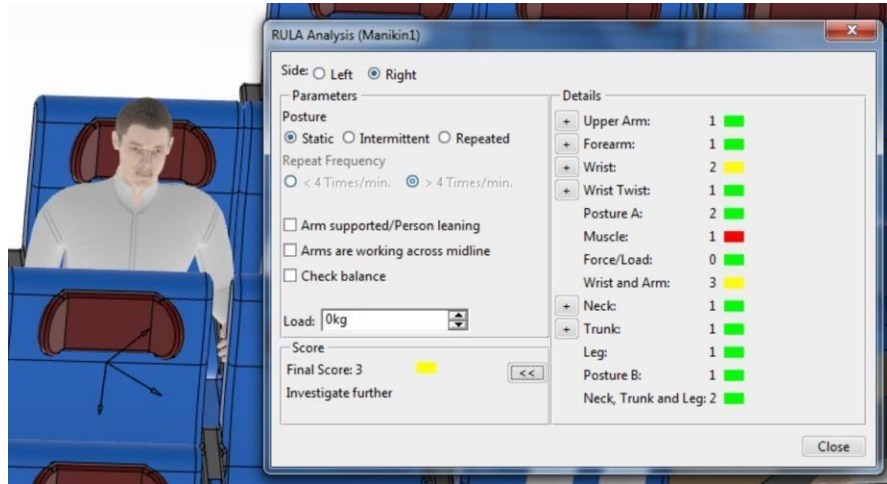 RULA Analysis (Manikin1)
Side: Left Right
Parameters
Posture
Static Intermittent Repeated
Repeat Frequency
< 4 Times/min. > 4 Times/min.
Arm supported/Person leaning
Arms are working across midline
Check balance
Load: 0kg
Score
Final Score: 3
<<
Investigate further
Details
+ Upper Arm: 1
+ Forearm: 1
+ Wrist: 2
+ Wrist Twist: 1
Posture A: 2
Muscle: 1
Force/Load: 0
Wrist and Arm: 3
+ Neck: 1
+ Trunk: 1
Leg: 1
Posture B: 1
Neck, Trunk and Leg: 2
Close